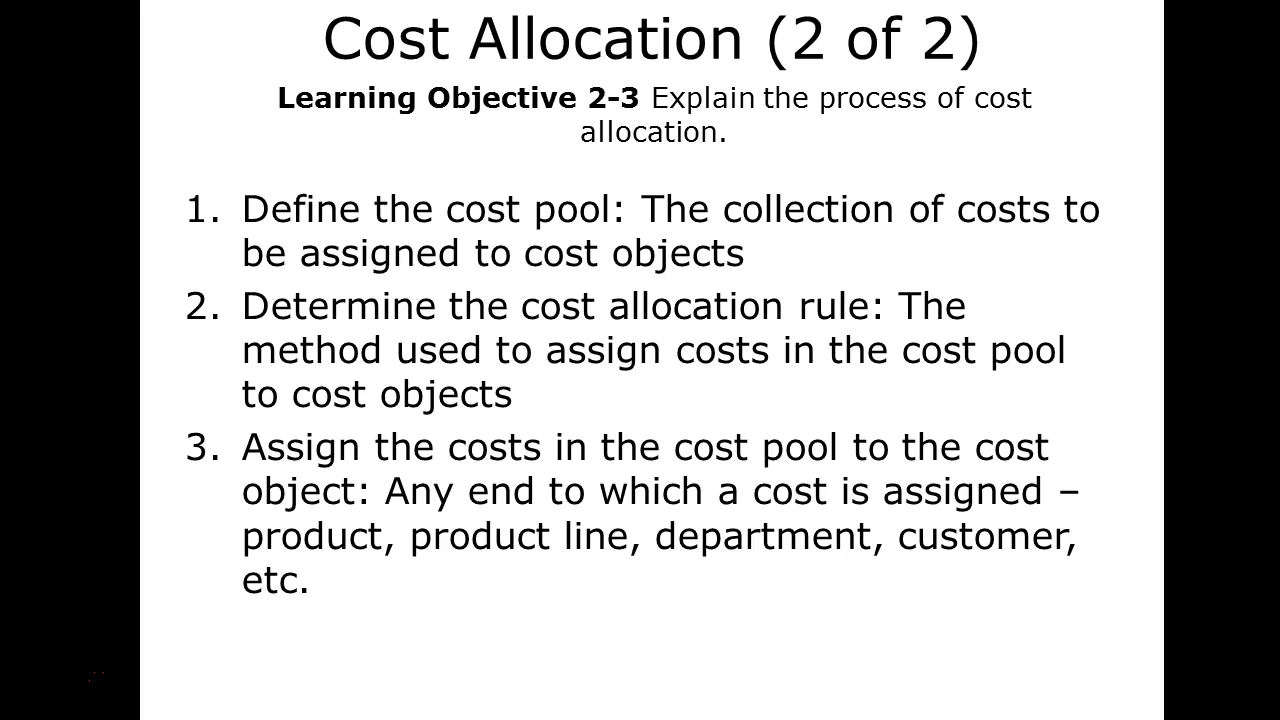 Cost Allocation (2 of 2)
Learning Objective 2-3 Explain the process of cost
allocation.
1. Define the cost pool: The collection of costs to
be assigned to cost objects
2. Determine the cost allocation rule: The
method used to assign costs in the cost pool
to cost objects
3. Assign the costs in the cost pool to the cost
object: Any end to which a cost is assigned –
product, product line, department, customer,
etc.